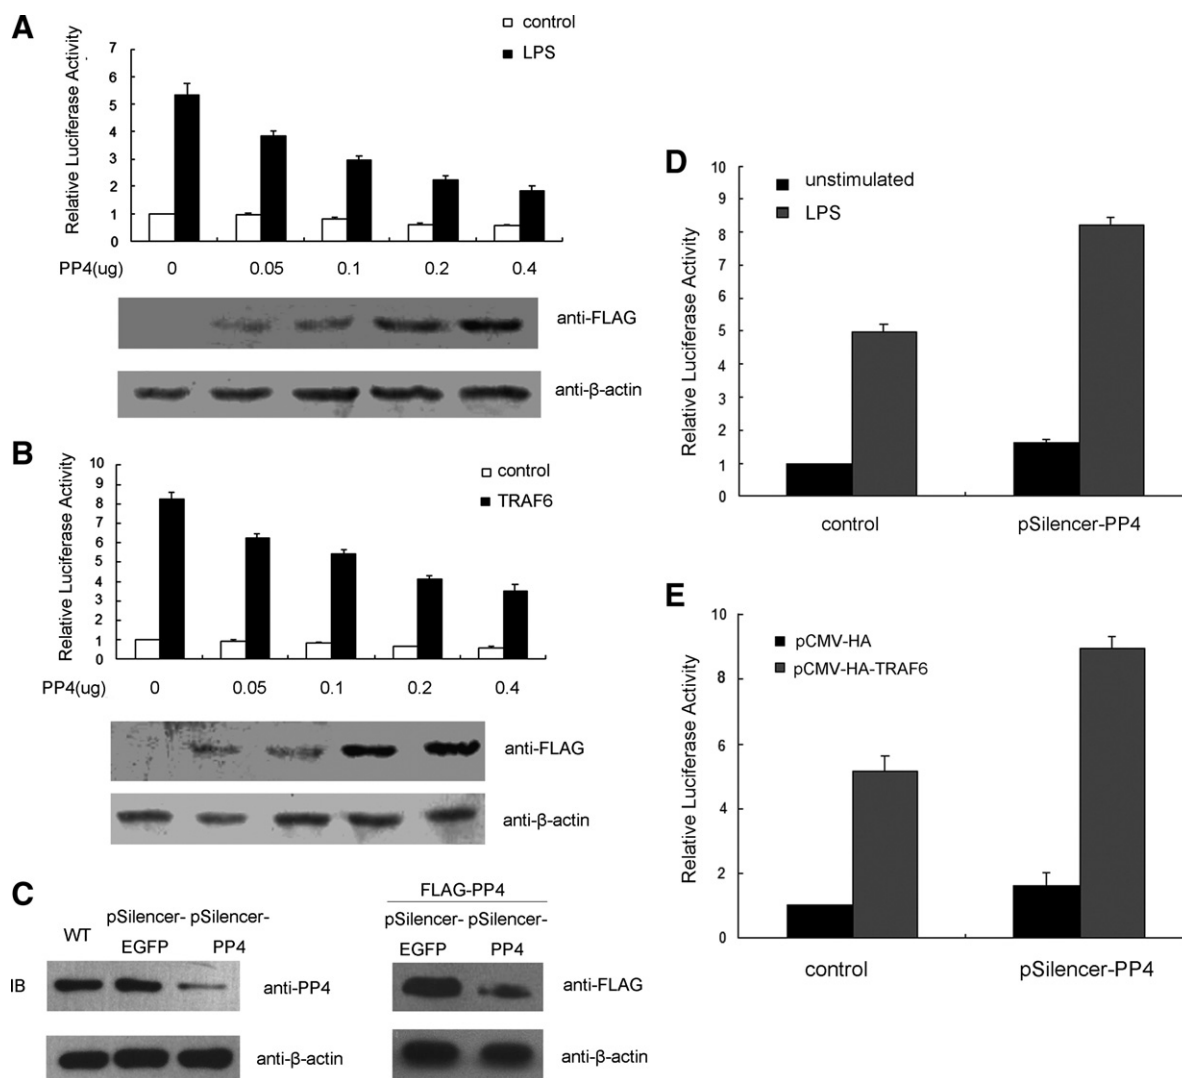 A
control
LPS
Relative Luciferase Activity
7
6
5
4
3
2
1
0
PP4(ug) 0 0.05 0.1 0.2 0.4
anti-FLAG
anti-β-actin
B
control
TRAF6
Relative Luciferase Activity
10
9
8
7
6
5
4
3
2
1
0
PP4(ug) 0 0.05 0.1 0.2 0.4
anti-FLAG
anti-β-actin
C
WT
pSilencer- pSilencer-
EGFP PP4
IB
anti-PP4
anti-β-actin
FLAG-PP4
pSilencer- pSilencer-
EGFP PP4
anti-FLAG
anti-β-actin
D
unstimulated
LPS
Relative Luciferase Activity
10
9
8
7
6
5
4
3
2
1
0
control pSilencer-PP4
E
pCMV-HA
pCMV-HA-TRAF6
Relative Luciferase Activity
10
8
6
4
2
0
control pSilencer-PP4